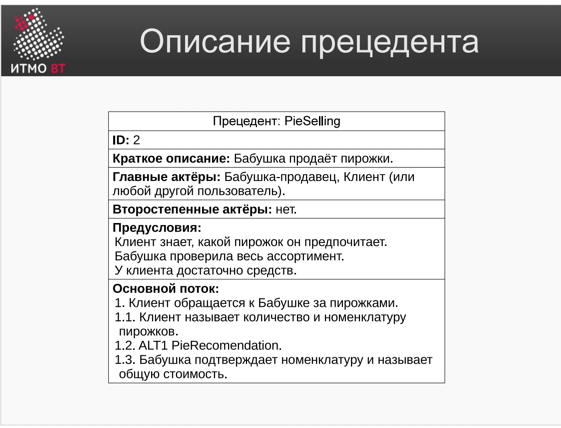 Описание прецедента
ИТМО ВТ
Прецедент: PieSelling
ID: 2
Краткое описание: Бабушка продаёт пирожки.
Главные актёры: Бабушка-продавец, Клиент (или
любой другой пользователь).
Второстепенные актёры: нет.
Предусловия:
Клиент знает, какой пирожок он предпочитает.
Бабушка проверила весь ассортимент.
У клиента достаточно средств.
Основной поток:
1. Клиент обращается к Бабушке за пирожками.
1.1. Клиент называет количество и номенклатуру
пирожков.
1.2. ALT1 PieRecomendation.
1.3. Бабушка подтверждает номенклатуру и называет
общую стоимость.